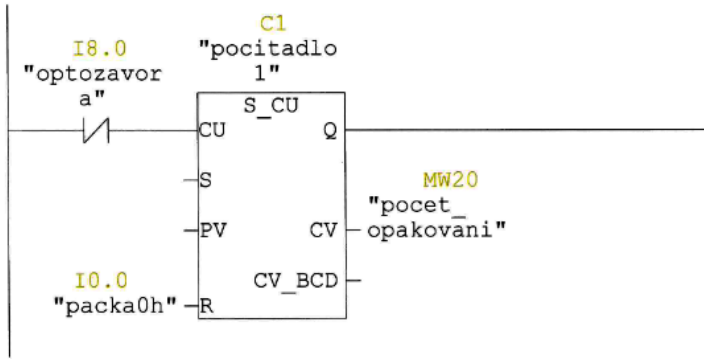 C1
I8.0
"pocitadlo
1"
"optozavor
a"
S_CU
CU
Q
S
MW20
"pocet_
PV
CV
opakovani"
I0.0
CV_BCD
"packa0h"
R